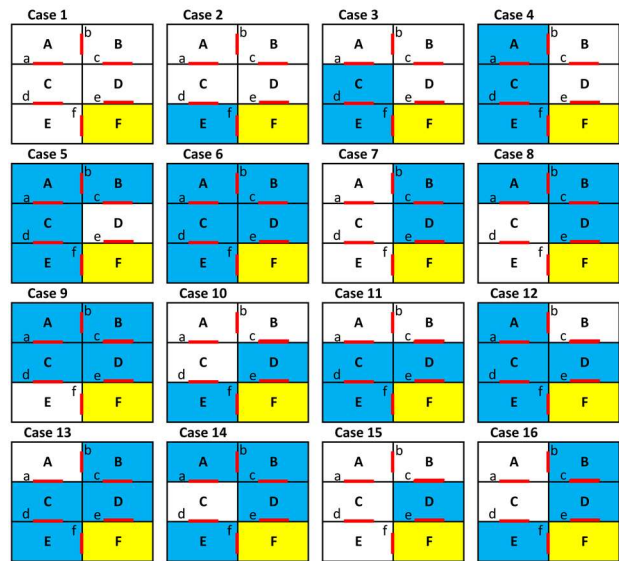 Case 1 Case 2 Case 3 Case 4
b b b b
A B A B A B A B
a c a c a c a c
C D C D C D C D
d e d e d e d e
E f F E f F E f F E f F
Case 5 Case 6 Case 7 Case 8
b b b b
A B A B A B A B
a c a c a c a c
C D C D C D C D
d e d e d e d e
E f F E f F E f F E f F
Case 9 Case 10 Case 11 Case 12
b b b b
A B A B A B A B
a c a c a c a c
C D C D C D C D
d e d e d e d e
E f F E f F E f F E f F
Case 13 Case 14 Case 15 Case 16
b b b b
A B A B A B A B
a c a c a c a c
C D C D C D C D
d e d e d e d e
E f F E f F E f F E f F